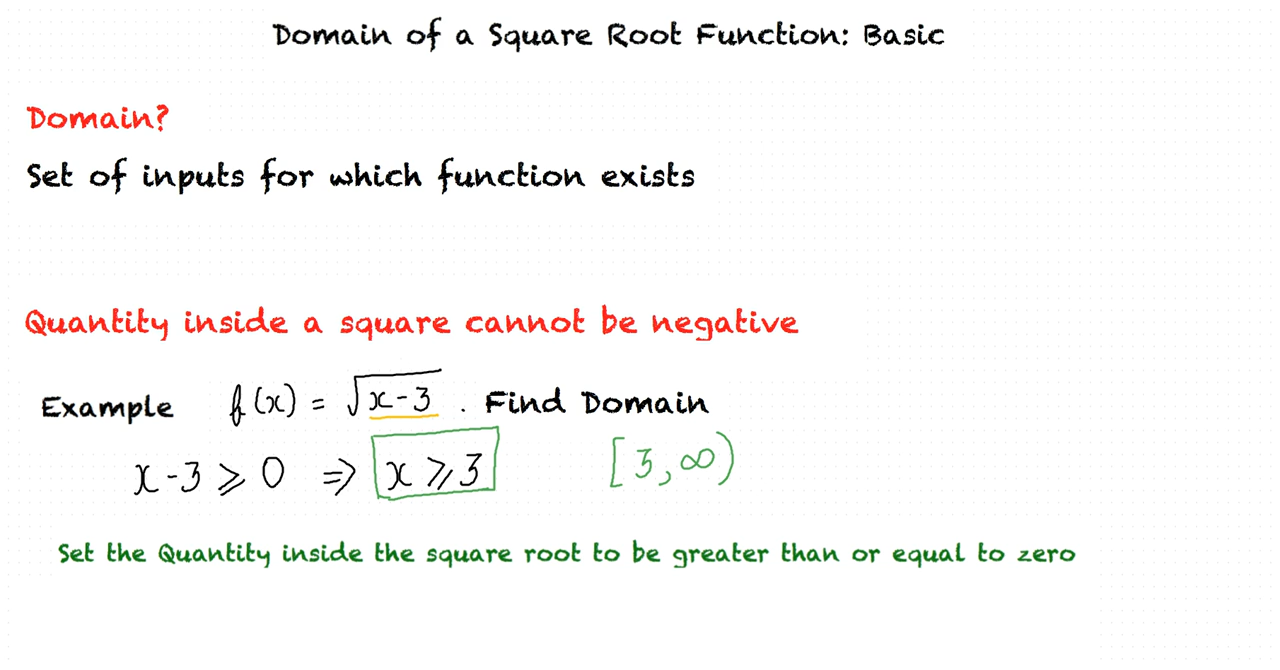 Domain of a Square Root Function: Basic
Domain?
Set of inputs for which function exists
Quantity inside a square cannot be negative
Example f(x) = √x-3 . Find Domain
x-3 ⩾ 0 ⇒ x ⩾ 3 [3,∞)
Set the Quantity inside the square root to be greater than or equal to zero